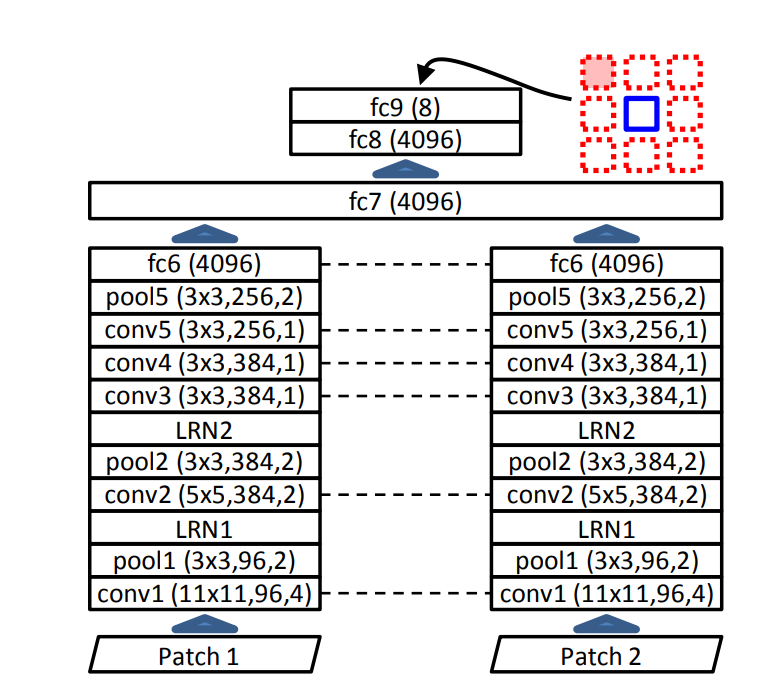 fc9 (8)
fc8 (4096)
fc7 (4096)
fc6 (4096)
pool5 (3x3,256,2)
conv5 (3x3,256,1)
conv4 (3x3,384,1)
conv3 (3x3,384,1)
LRN2
pool2 (3x3,384,2)
conv2 (5x5,384,2)
LRN1
pool1 (3x3,96,2)
conv1 (11x11,96,4)
Patch 1
fc6 (4096)
pool5 (3x3,256,2)
conv5 (3x3,256,1)
conv4 (3x3,384,1)
conv3 (3x3,384,1)
LRN2
pool2 (3x3,384,2)
conv2 (5x5,384,2)
LRN1
pool1 (3x3,96,2)
conv1 (11x11,96,4)
Patch 2